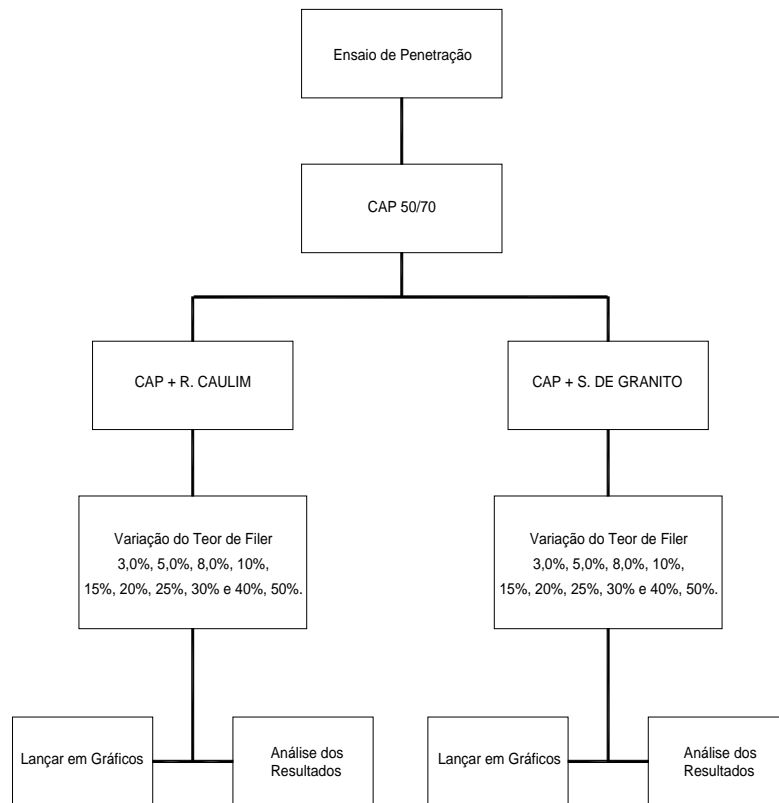 Ensaio de Penetração
CAP 50/70
CAP + R. CAULIM
CAP + S. DE GRANITO
Variação do Teor de Filer
3,0%, 5,0%, 8,0%, 10%,
15%, 20%, 25%, 30% e 40%, 50%.
Variação do Teor de Filer
3,0%, 5,0%, 8,0%, 10%,
15%, 20%, 25%, 30% e 40%, 50%.
Lançar em Gráficos
Análise dos
Resultados
Lançar em Gráficos
Análise dos
Resultados